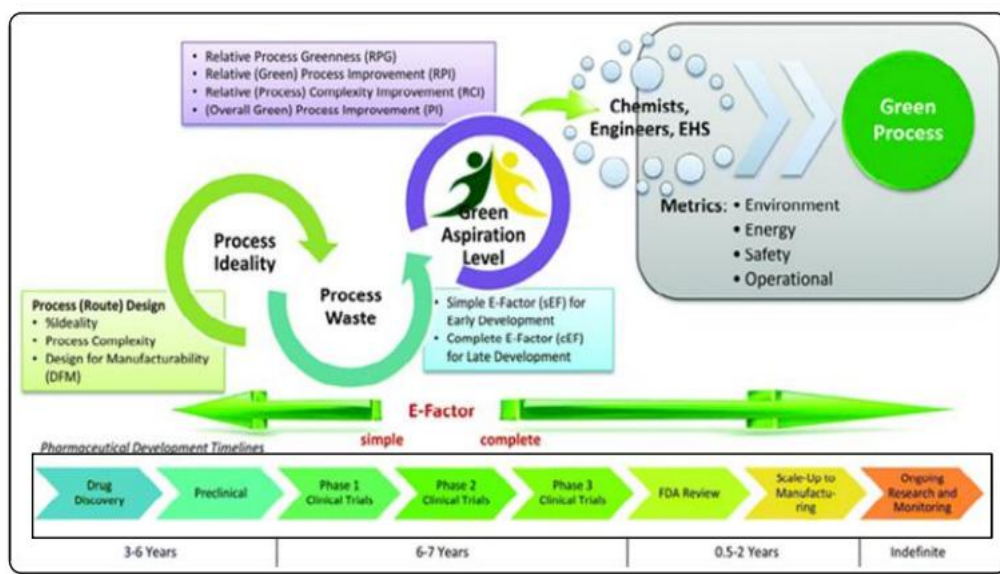 • Relative Process Greenness (RPG)
• Relative (Green) Process Improvement (RPI)
• Relative (Process) Complexity Improvement (RCI)
• (Overall Green) Process Improvement (PI)
Chemists,
Engineers, EHS
Green
Process
Metrics: • Environment
• Energy
• Safety
• Operational
Green
Aspiration
Level
Process
Ideality
Process
Waste
Process (Route) Design
• %Ideality
• Process Complexity
• Design for Manufacturability
(DFM)
• Simple E-Factor (sEF) for
Early Development
• Complete E-Factor (cEF)
for Late Development
E-Factor
simple
complete
Pharmaceutical Development Timelines
Drug
Discovery
Preclinical
Phase 1
Clinical Trials
Phase 2
Clinical Trials
Phase 3
Clinical Trials
FDA Review
Scale-Up to
Manufactu-
ring
Ongoing
Research and
Monitoring
3-6 Years
6-7 Years
0.5-2 Years
Indefinite